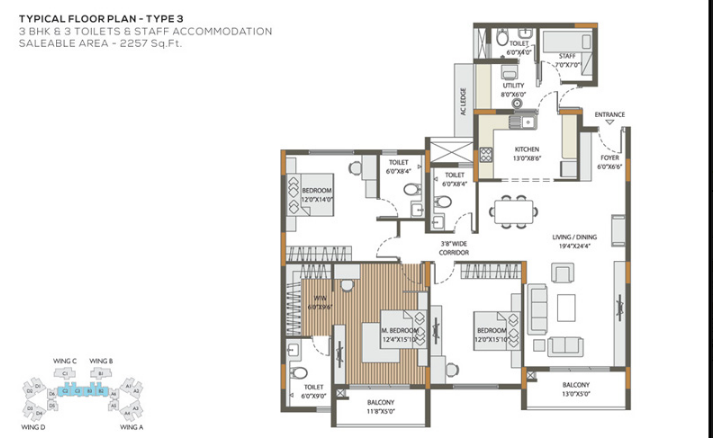 TYPICAL FLOOR PLAN - TYPE 3
3 BHK & 3 TOILETS & STAFF ACCOMMODATION
SALEABLE AREA - 2257 Sq.Ft.
TOILET
6'0"X4'0"
STAFF
7'0"X7'0"
UTILITY
8'0"X6'0"
AC LEDGE
ENTRANCE
KITCHEN
13'0"X8'6"
FOYER
6'0"X6'6"
TOILET
6'0"X8'4"
TOILET
6'0"X8'4"
BEDROOM
12'0"X14'0"
LIVING / DINING
19'4"X24'4"
3'8" WIDE
CORRIDOR
W/W
6'0"X9'6"
M. BEDROOM
12'4"X15'10"
BEDROOM
12'0"X15'10"
TOILET
6'0"X9'0"
BALCONY
11'8"X5'0"
BALCONY
13'0"X5'0"
WING C
WING B
WING D
WING A